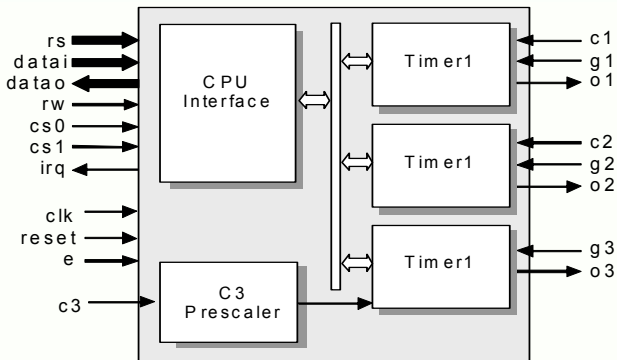 rs
datai
datao
rw
cs0
cs1
irq
clk
reset
e
c3
CPU
Interface
C3
Prescaler
Timer1
Timer1
Timer1
c1
g1
o1
c2
g2
o2
g3
o3